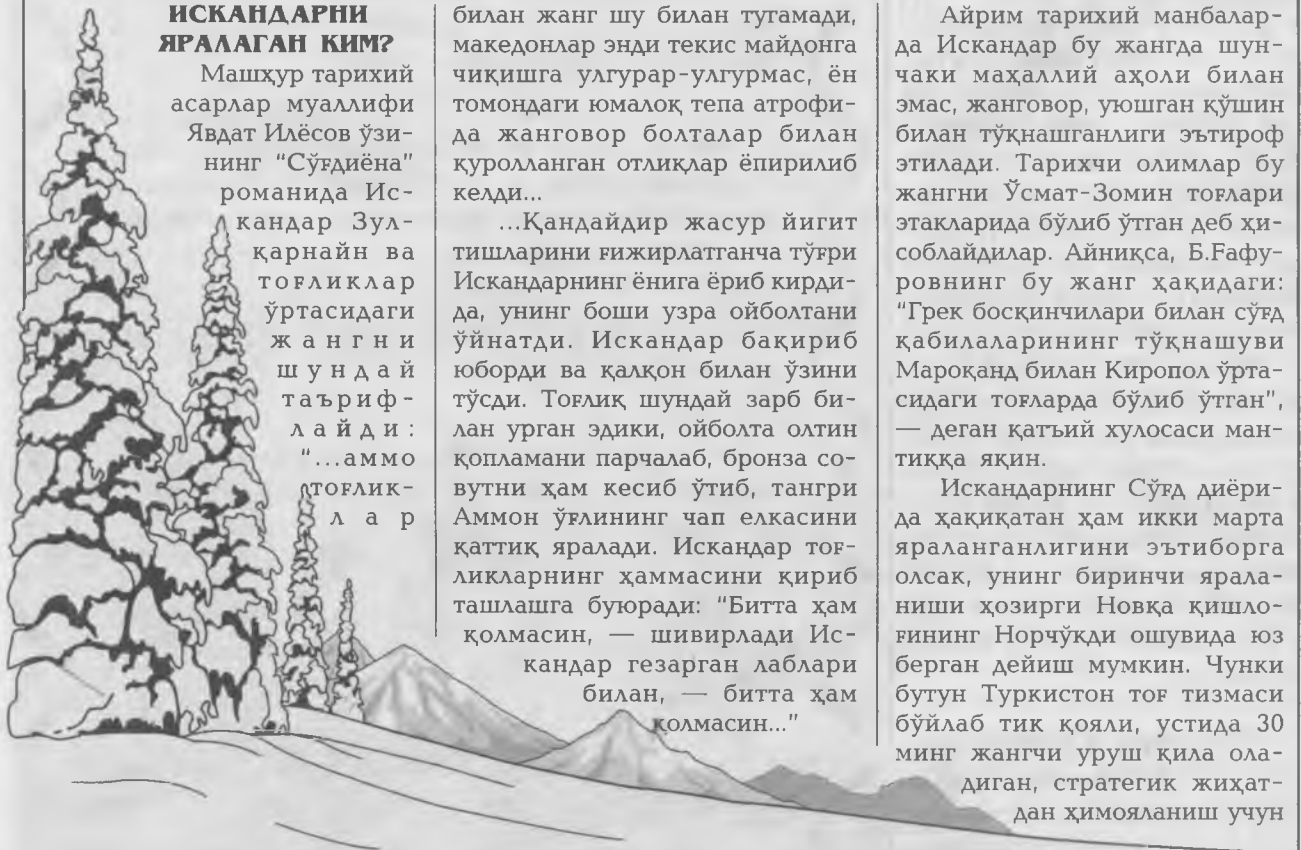 ИСКАНДАРНИ
ЯРАЛАГАН КИМ?
Машҳур тарихий
асарлар муаллифи
Явдат Илёсов ўзи-
нинг "Сўғдиёна"
романида Ис-
кандар Зул-
қарнайн ва
тоғликлар
ўртасидаги
жангни
шундай
таъриф-
лайди:
"...аммо
тоғлик-
лар
билан жанг шу билан тугамади,
македонлар энди текис майдонга
чиқишга улгурар-улгурмас, ён
томондаги юмалоқ тепа атрофи-
да жанговор болталар билан
қуролланган отлиқлар ёпирилиб
келди...
...Қандайдир жасур йигит
тишларини ғижирлатганча тўғри
Искандарнинг ёнига ёриб кирди-
да, унинг боши узра ойболтани
ўйнатди. Искандар бақириб
юборди ва қалқон билан ўзини
тўсди. Тоғлиқ шундай зарб би-
лан урган эдики, ойболта олтин
қопламани парчалаб, бронза со-
вутни ҳам кесиб ўтиб, тангри
Аммон ўғлининг чап елкасини
қаттиқ яралади. Искандар тоғ-
ликларнинг ҳаммасини қириб
ташлашга буюради: "Битта ҳам
қолмасин, — шивирлади Ис-
кандар гезарган лаблари
билан, — битта ҳам
қолмасин..."
Айрим тарихий манбалар-
да Искандар бу жангда шун-
чаки маҳаллий аҳоли билан
эмас, жанговор, уюшган қўшин
билан тўқнашганлиги эътироф
этилади. Тарихчи олимлар бу
жангни Ўсмат-Зомин тоғлари
этакларида бўлиб ўтган деб ҳи-
соблайдилар. Айниқса, Б.Ғафу-
ровнинг бу жанг ҳақидаги:
"Грек босқинчилари билан сўғд
қабилаларининг тўқнашуви
Мароқанд билан Киропол ўрта-
сидаги тоғларда бўлиб ўтган",
— деган қатъий хулосаси ман-
тиққа яқин.
Искандарнинг Сўғд диёри-
да ҳақиқатан ҳам икки марта
яраланганлигини эътиборга
олсак, унинг биринчи ярала-
ниши ҳозирги Новқа қишло-
ғининг Норчўқди ошувида юз
берган дейиш мумкин. Чунки
бутун Туркистон тоғ тизмаси
бўйлаб тик қояли, устида 30
минг жангчи уруш қила ола-
диган, стратегик жиҳат-
дан ҳимояланиш учун